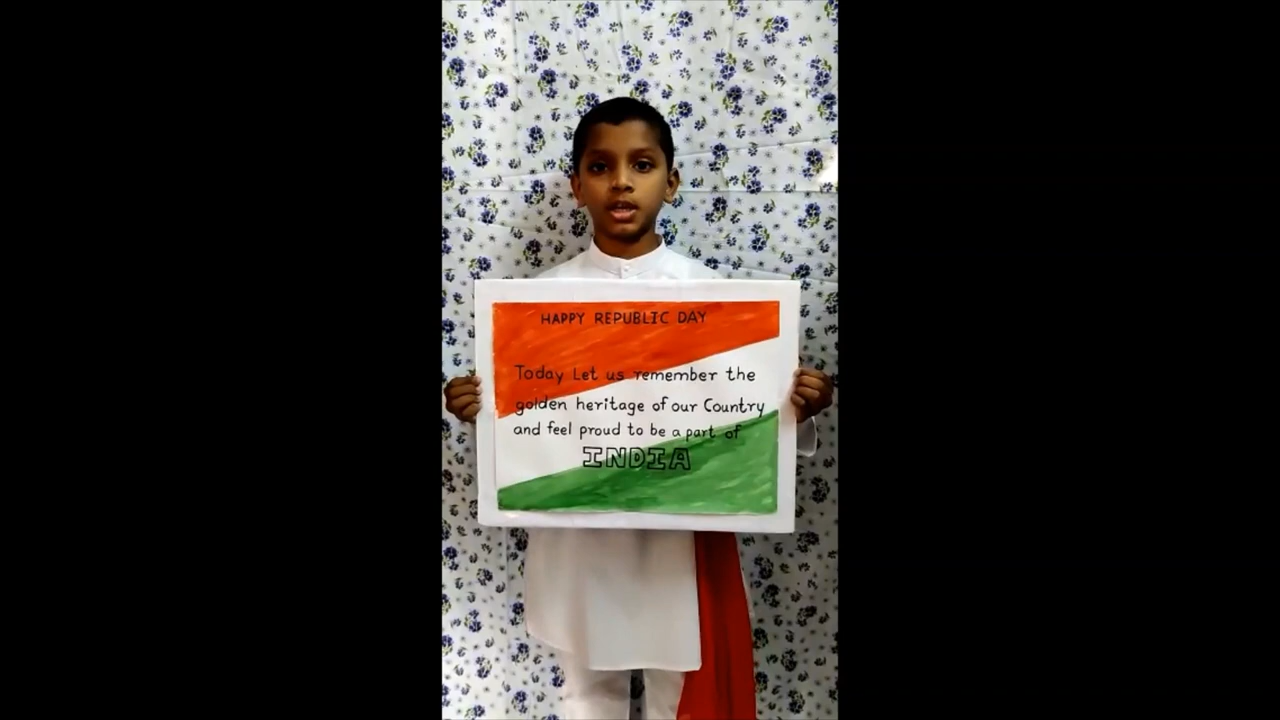 HAPPY REPUBLIC DAY
Today Let us remember the
golden heritage of our Country
and feel proud to be a part of
INDIA